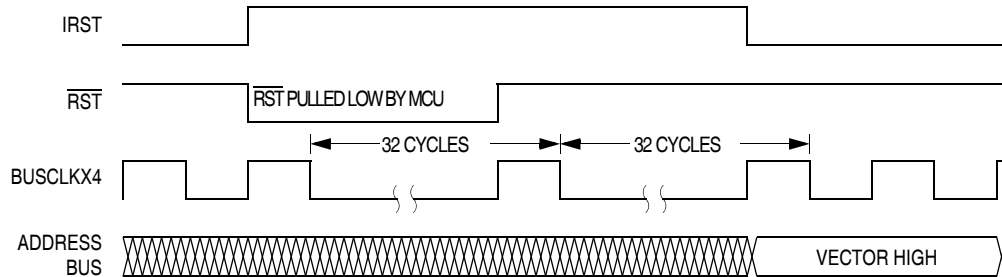 IRST
RST
RST PULLED LOW BY MCU
32 CYCLES
32 CYCLES
BUSCLKX4
ADDRESS
BUS
VECTOR HIGH